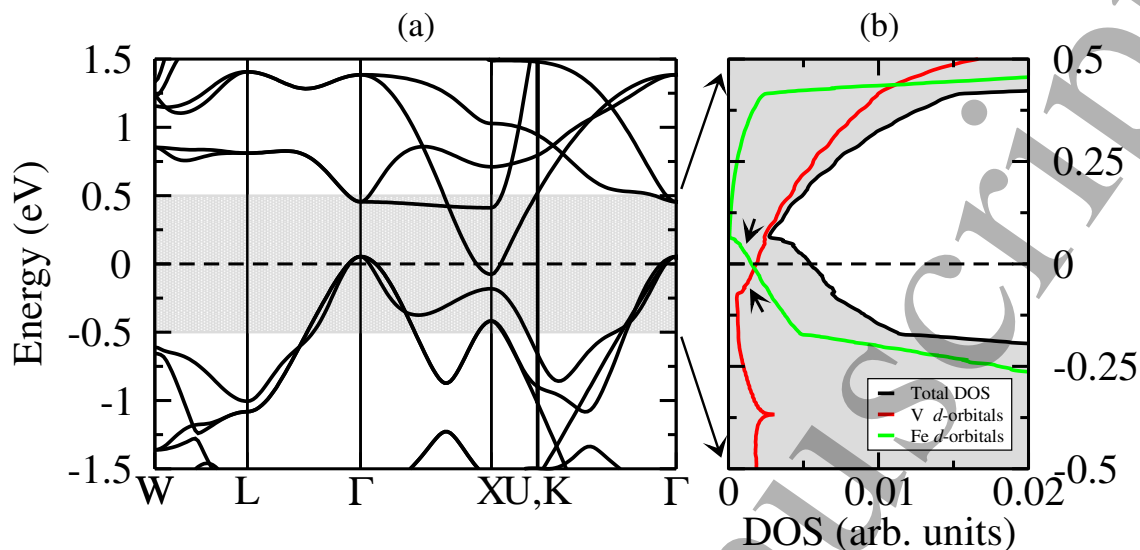 (a)
(b)
1.5
1
0.5
0
-0.5
-1
-1.5
Energy (eV)
W
L
Γ
X
U,K
Γ
0.5
0.25
0
-0.25
-0.5
Total DOS
V d-orbitals
Fe d-orbitals
0
0.01
0.02
DOS (arb. units)